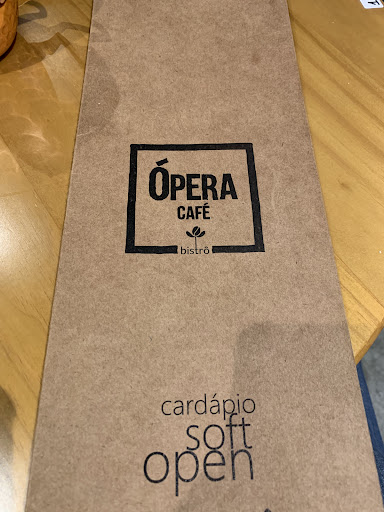 ÓPERA
CAFÉ
bistrô
cardápio
soft
open